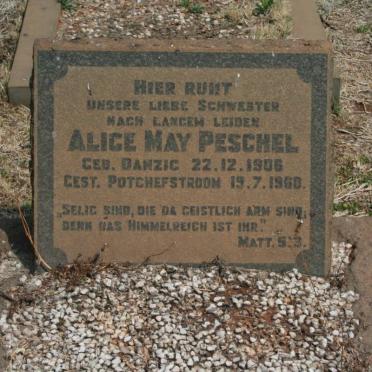 HIER RUHT
UNSERE LIEBE SCHWESTER
NACH LANGEM LEIDEN
ALICE MAY PESCHEL
GEB. DANZIG 22.12.1906
GEST. POTCHEFSTROOM 19.7.1960.
„SELIG SIND, DIE DA GEISTLICH ARM SIND;
DENN DAS HIMMELREICH IST IHR."
MATT. 5:3.